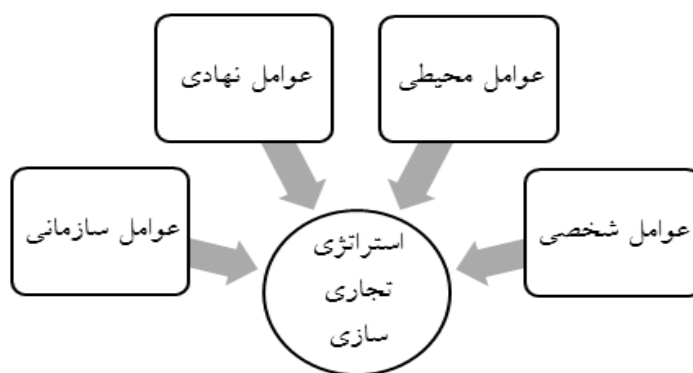 عوامل محیطی
عوامل نهادی
عوامل شخصی
عوامل سازمانی
استراتژی
تجاری
سازی